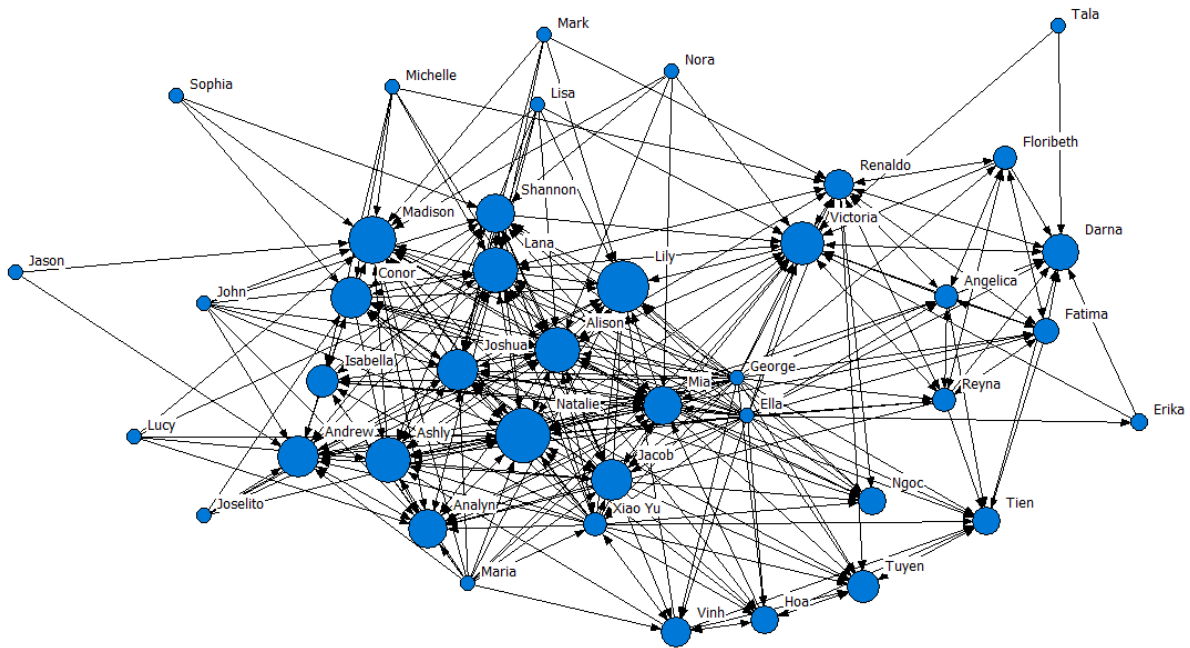 Mark
Tala
Nora
Michelle
Sophia
Lisa
Floribeth
Renaldo
Shannon
Madison
Victoria
Darna
Lana
Lily
Jason
Conor
Angelica
John
Alison
Fatima
Joshua
Isabella
George
Mia
Reyna
Natalie
Ella
Erika
Lucy
Andrew
Ashly
Jacob
Ngoc
Joselito
Analyn
Xiao Yu
Tien
Tuyen
Maria
Hoa
Vinh